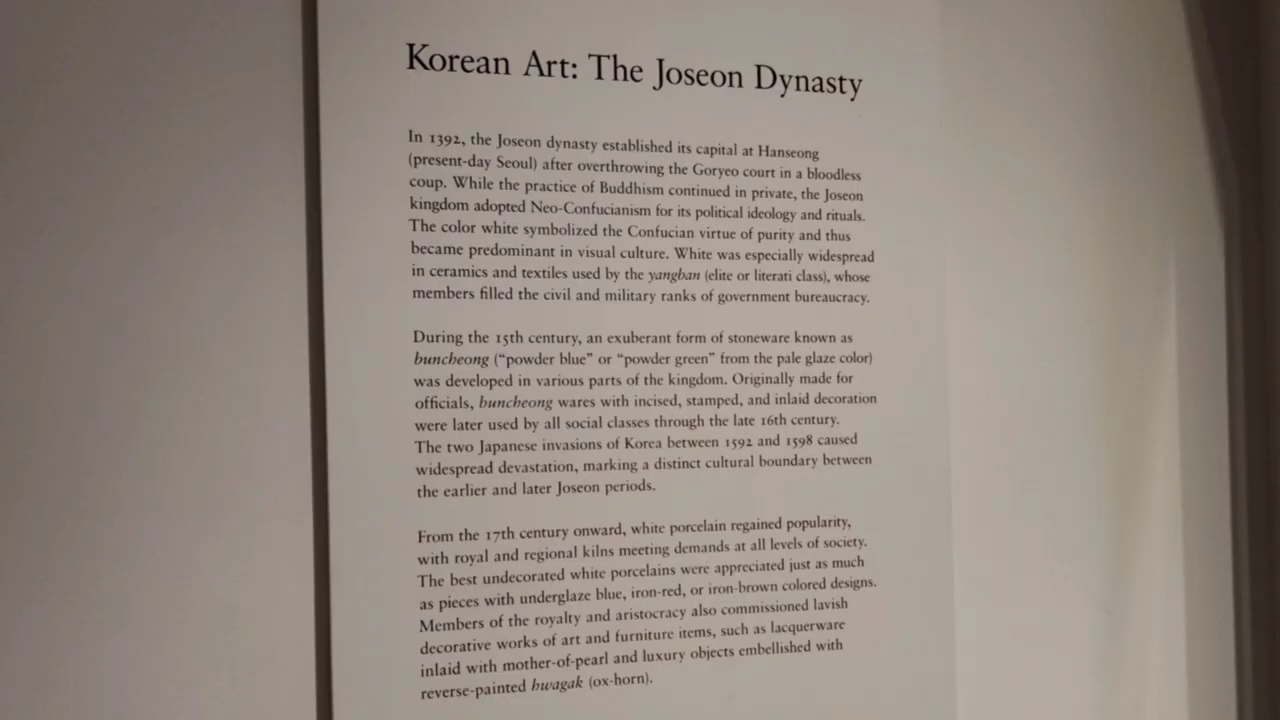 Korean Art: The Joseon Dynasty
In 1392, the Joseon dynasty established its capital at Hanseong
(present-day Seoul) after overthrowing the Goryeo court in a bloodless
coup. While the practice of Buddhism continued in private, the Joseon
kingdom adopted Neo-Confucianism for its political ideology and rituals.
The color white symbolized the Confucian virtue of purity and thus
became predominant in visual culture. White was especially widespread
in ceramics and textiles used by the yangban (elite or literati class), whose
members filled the civil and military ranks of government bureaucracy.
During the 15th century, an exuberant form of stoneware known as
buncheong (“powder blue” or “powder green” from the pale glaze color)
was developed in various parts of the kingdom. Originally made for
officials, buncheong wares with incised, stamped, and inlaid decoration
were later used by all social classes through the late 16th century.
The two Japanese invasions of Korea between 1592 and 1598 caused
widespread devastation, marking a distinct cultural boundary between
the earlier and later Joseon periods.
From the 17th century onward, white porcelain regained popularity,
with royal and regional kilns meeting demands at all levels of society.
The best undecorated white porcelains were appreciated just as much
as pieces with underglaze blue, iron-red, or iron-brown colored designs.
Members of the royalty and aristocracy also commissioned lavish
decorative works of art and furniture items, such as lacquerware
inlaid with mother-of-pearl and luxury objects embellished with
reverse-painted hwagak (ox-horn).